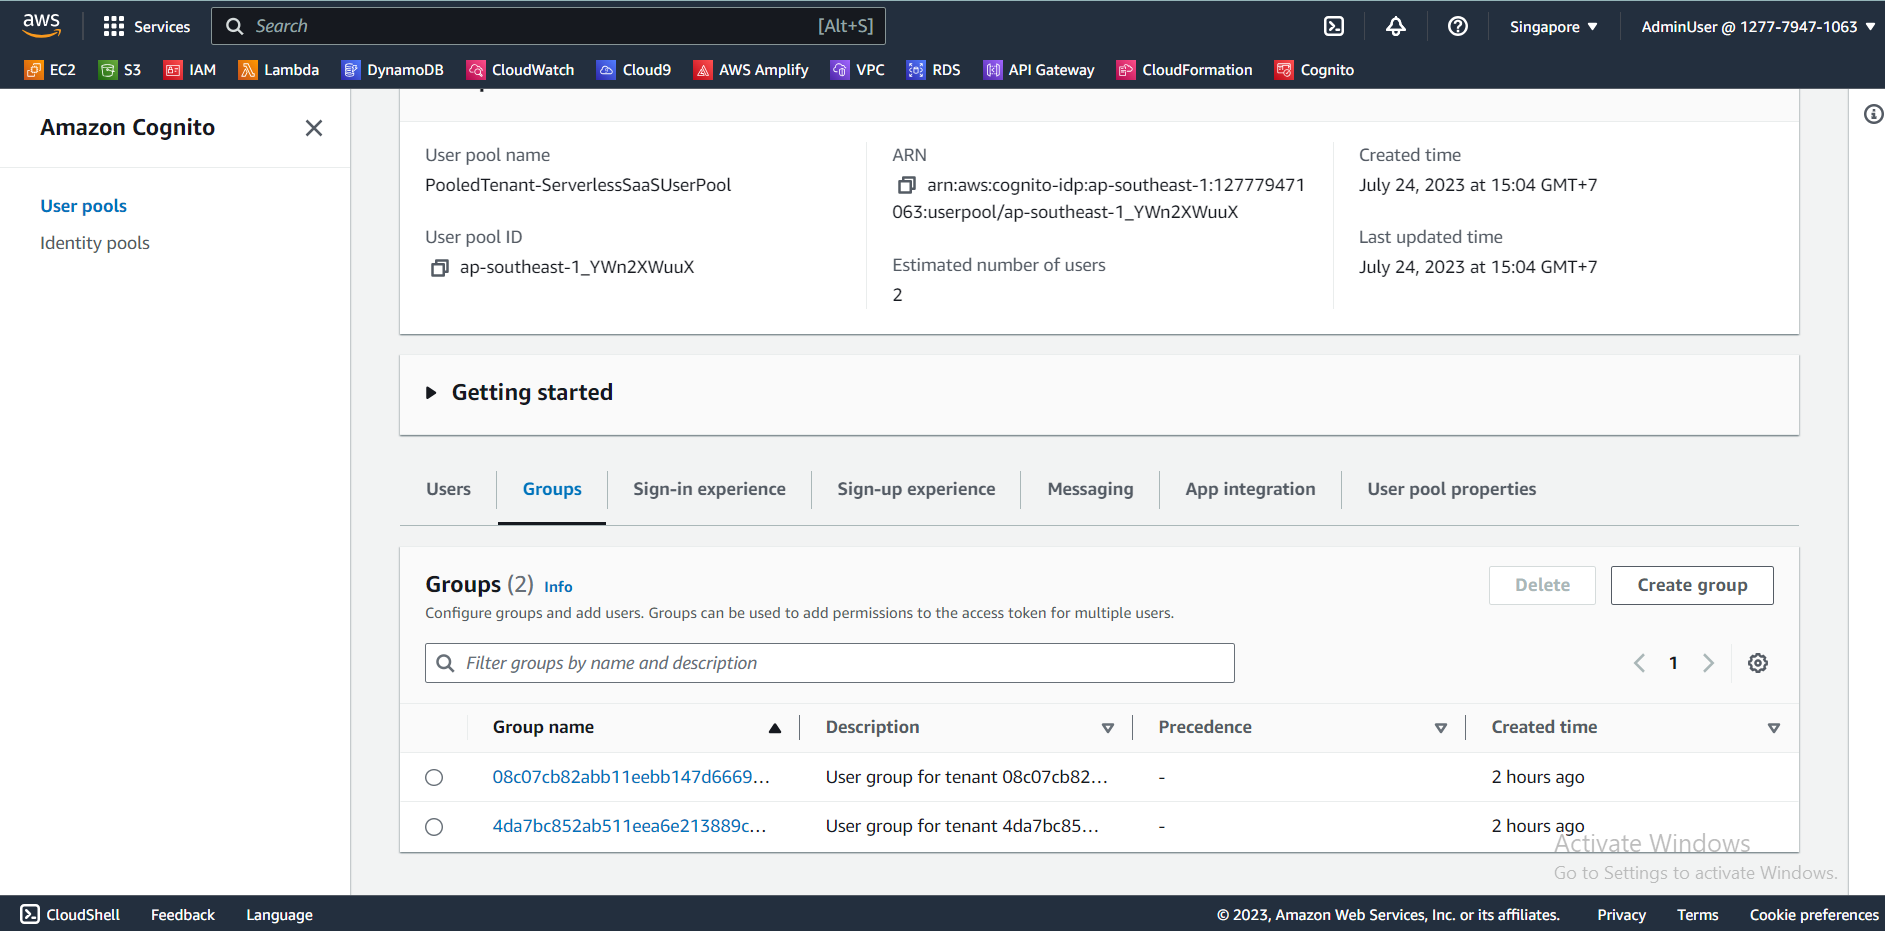 aws
Services
Search
[Alt+S]
Singapore
AdminUser @ 1277-7947-1063
EC2
S3
IAM
Lambda
DynamoDB
CloudWatch
Cloud9
AWS Amplify
VPC
RDS
API Gateway
CloudFormation
Cognito
Amazon Cognito
User pools
Identity pools
User pool name
PooledTenant-ServerlessSaaSUserPool
User pool ID
ap-southeast-1_YWn2XWuuX
ARN
arn:aws:cognito-idp:ap-southeast-1:127779471
063:userpool/ap-southeast-1_YWn2XWuuX
Estimated number of users
2
Created time
July 24, 2023 at 15:04 GMT+7
Last updated time
July 24, 2023 at 15:04 GMT+7
Getting started
Users
Groups
Sign-in experience
Sign-up experience
Messaging
App integration
User pool properties
Groups (2) Info
Configure groups and add users. Groups can be used to add permissions to the access token for multiple users.
Delete
Create group
Filter groups by name and description
1
Group name
Description
Precedence
Created time
08c07cb82abb11eebb147d6669...
User group for tenant 08c07cb82...
-
2 hours ago
4da7bc852ab511eea6e213889c...
User group for tenant 4da7bc85...
-
2 hours ago
Activate Windows
Go to Settings to activate Windows.
CloudShell
Feedback
Language
© 2023, Amazon Web Services, Inc. or its affiliates.
Privacy
Terms
Cookie preferences